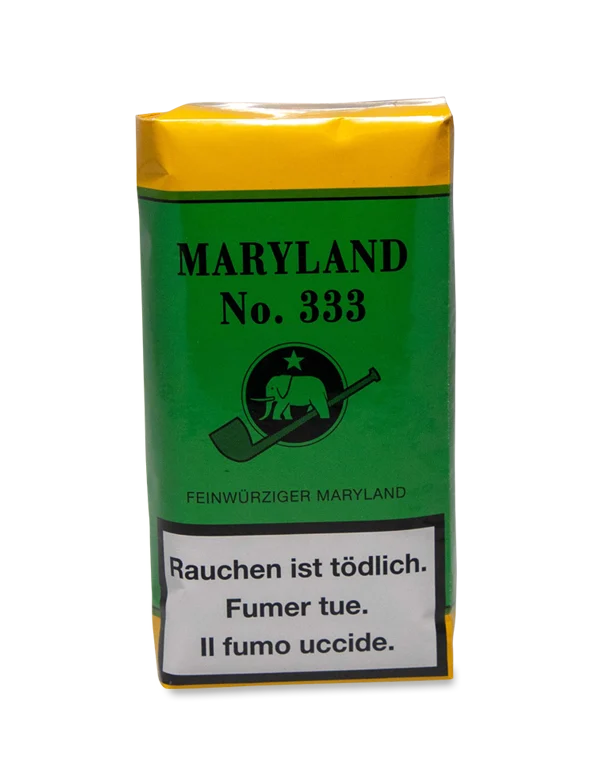 MARYLAND
No. 333
FEINWÜRZIGER MARYLAND
Rauchen ist tödlich.
Fumer tue.
Il fumo uccide.